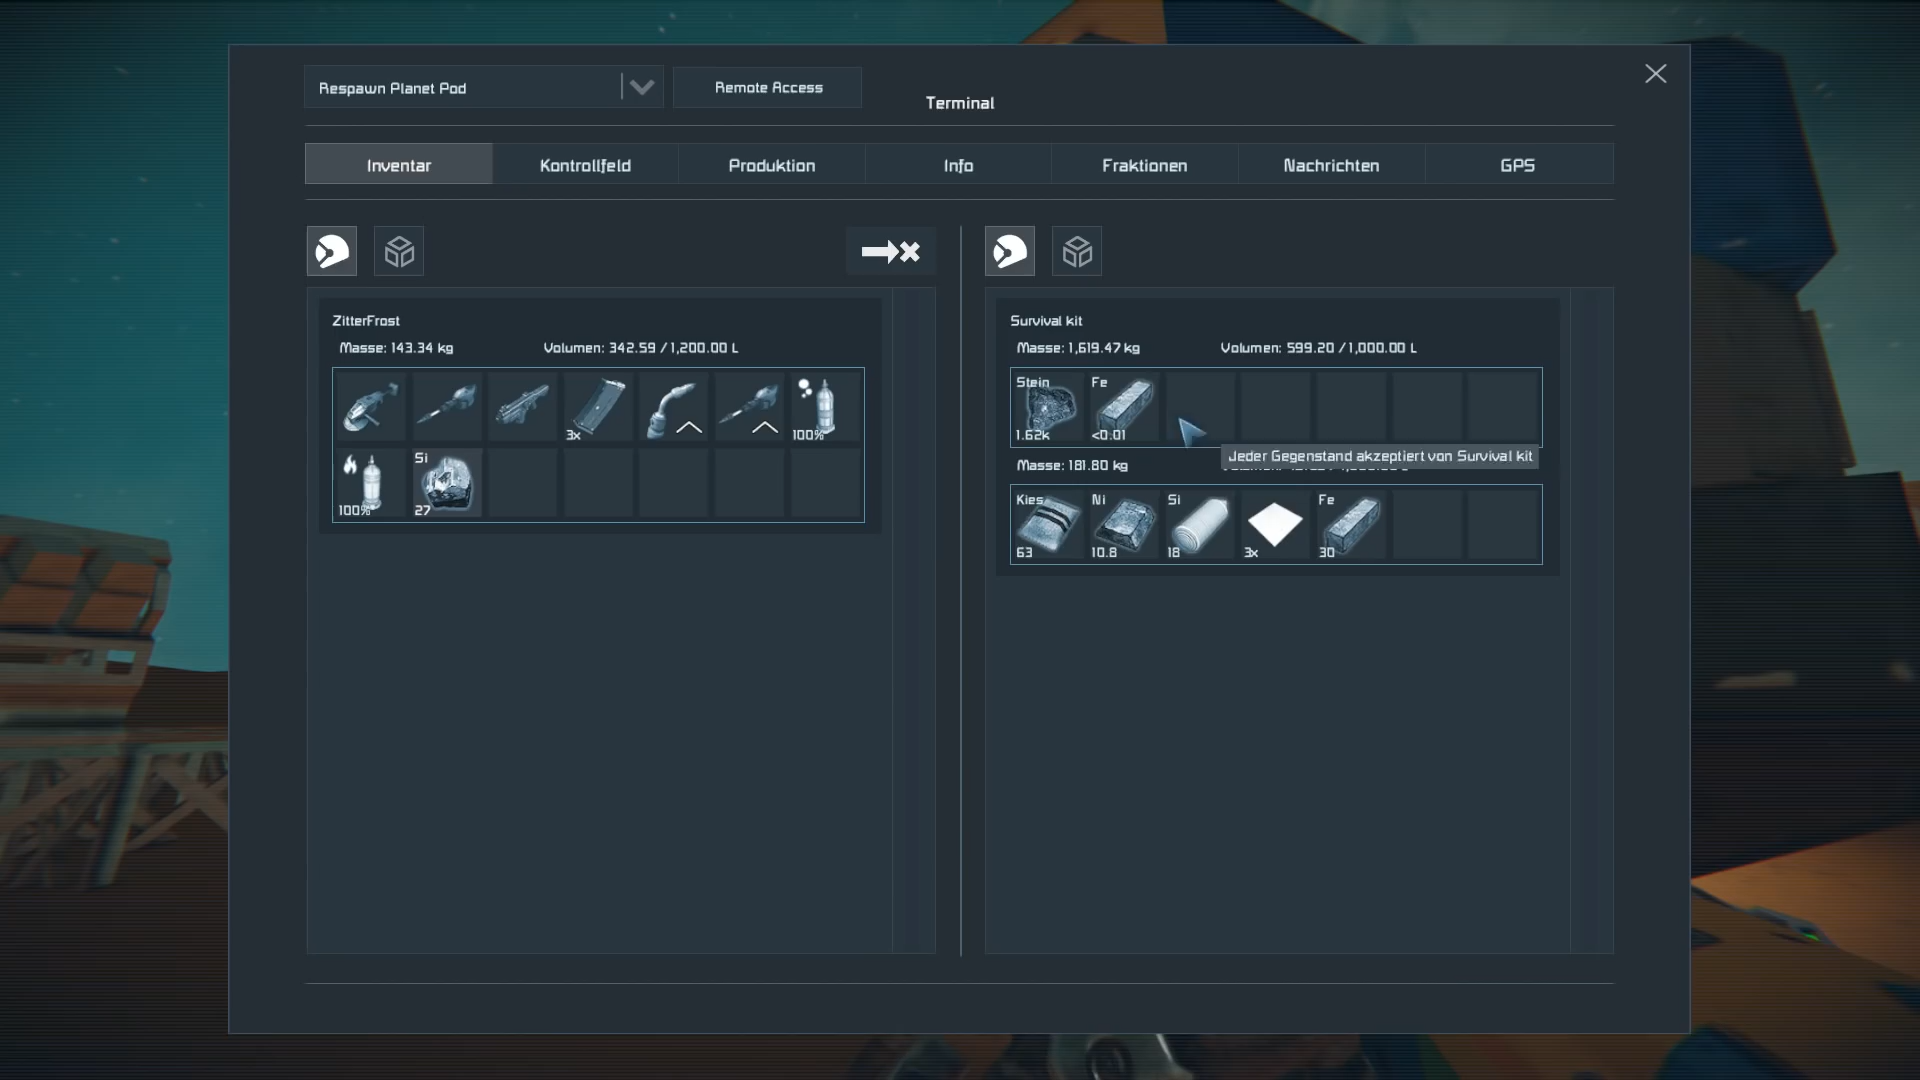 Respawn Planet Pod
Remote Access
Terminal
Inventar
Kontrollfeld
Produktion
Info
Fraktionen
Nachrichten
GPS
ZitterFrost
Masse: 143.34 kg
Volumen: 342.59 / 1,200.00 L
3x
100%
100%
Si
27
Survival kit
Masse: 1,619.47 kg
Volumen: 599.20 / 1,000.00 L
Stein
Fe
1.62k
<0.01
Jeder Gegenstand akzeptiert von Survival kit
Masse: 181.80 kg
Kies
Ni
Si
Fe
63
10.8
18
3x
30